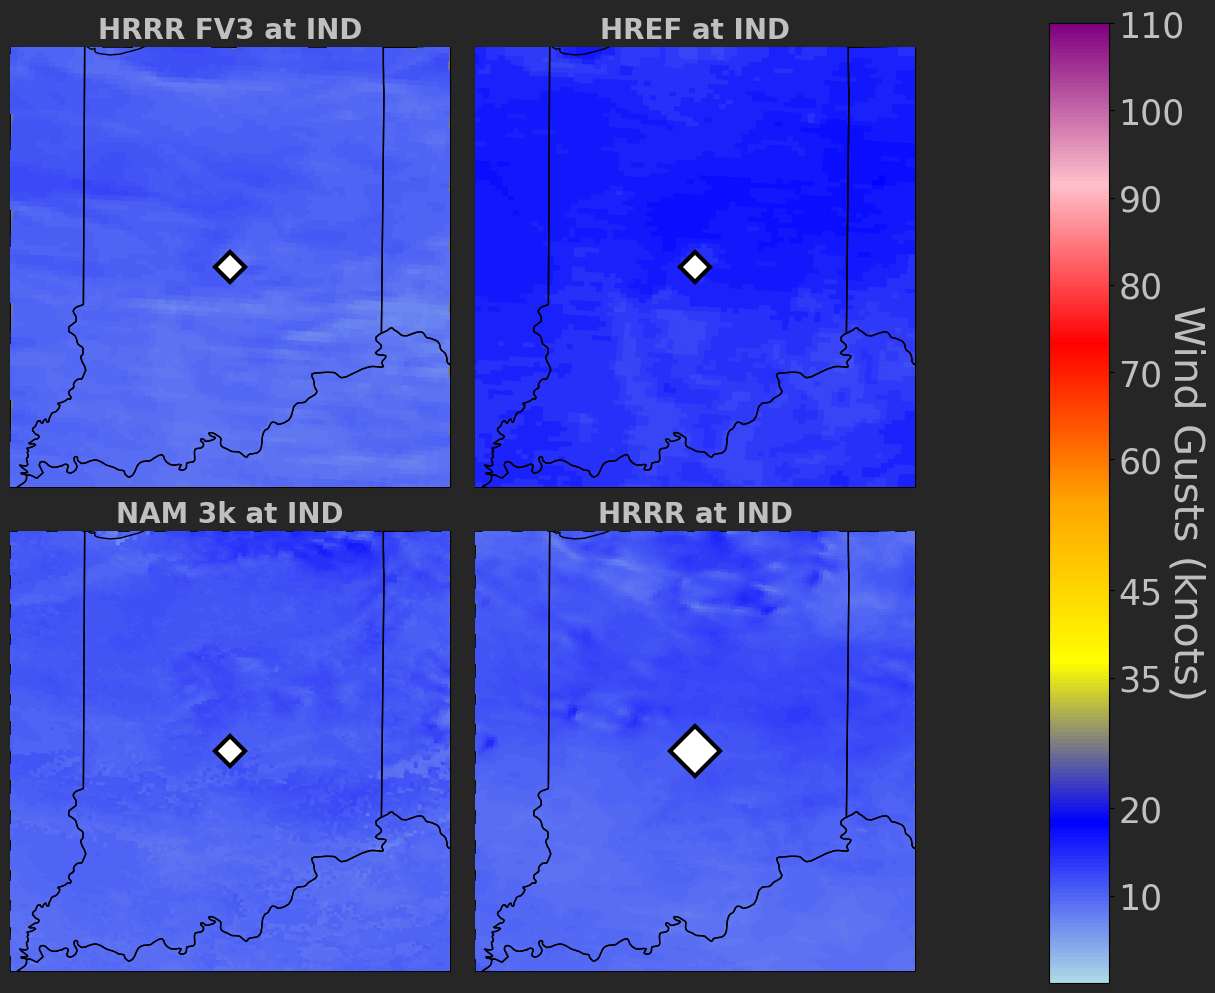 HRRR FV3 at IND
HREF at IND
NAM 3k at IND
HRRR at IND
110
100
90
80
70
60
45
35
20
10
Wind Gusts (knots)